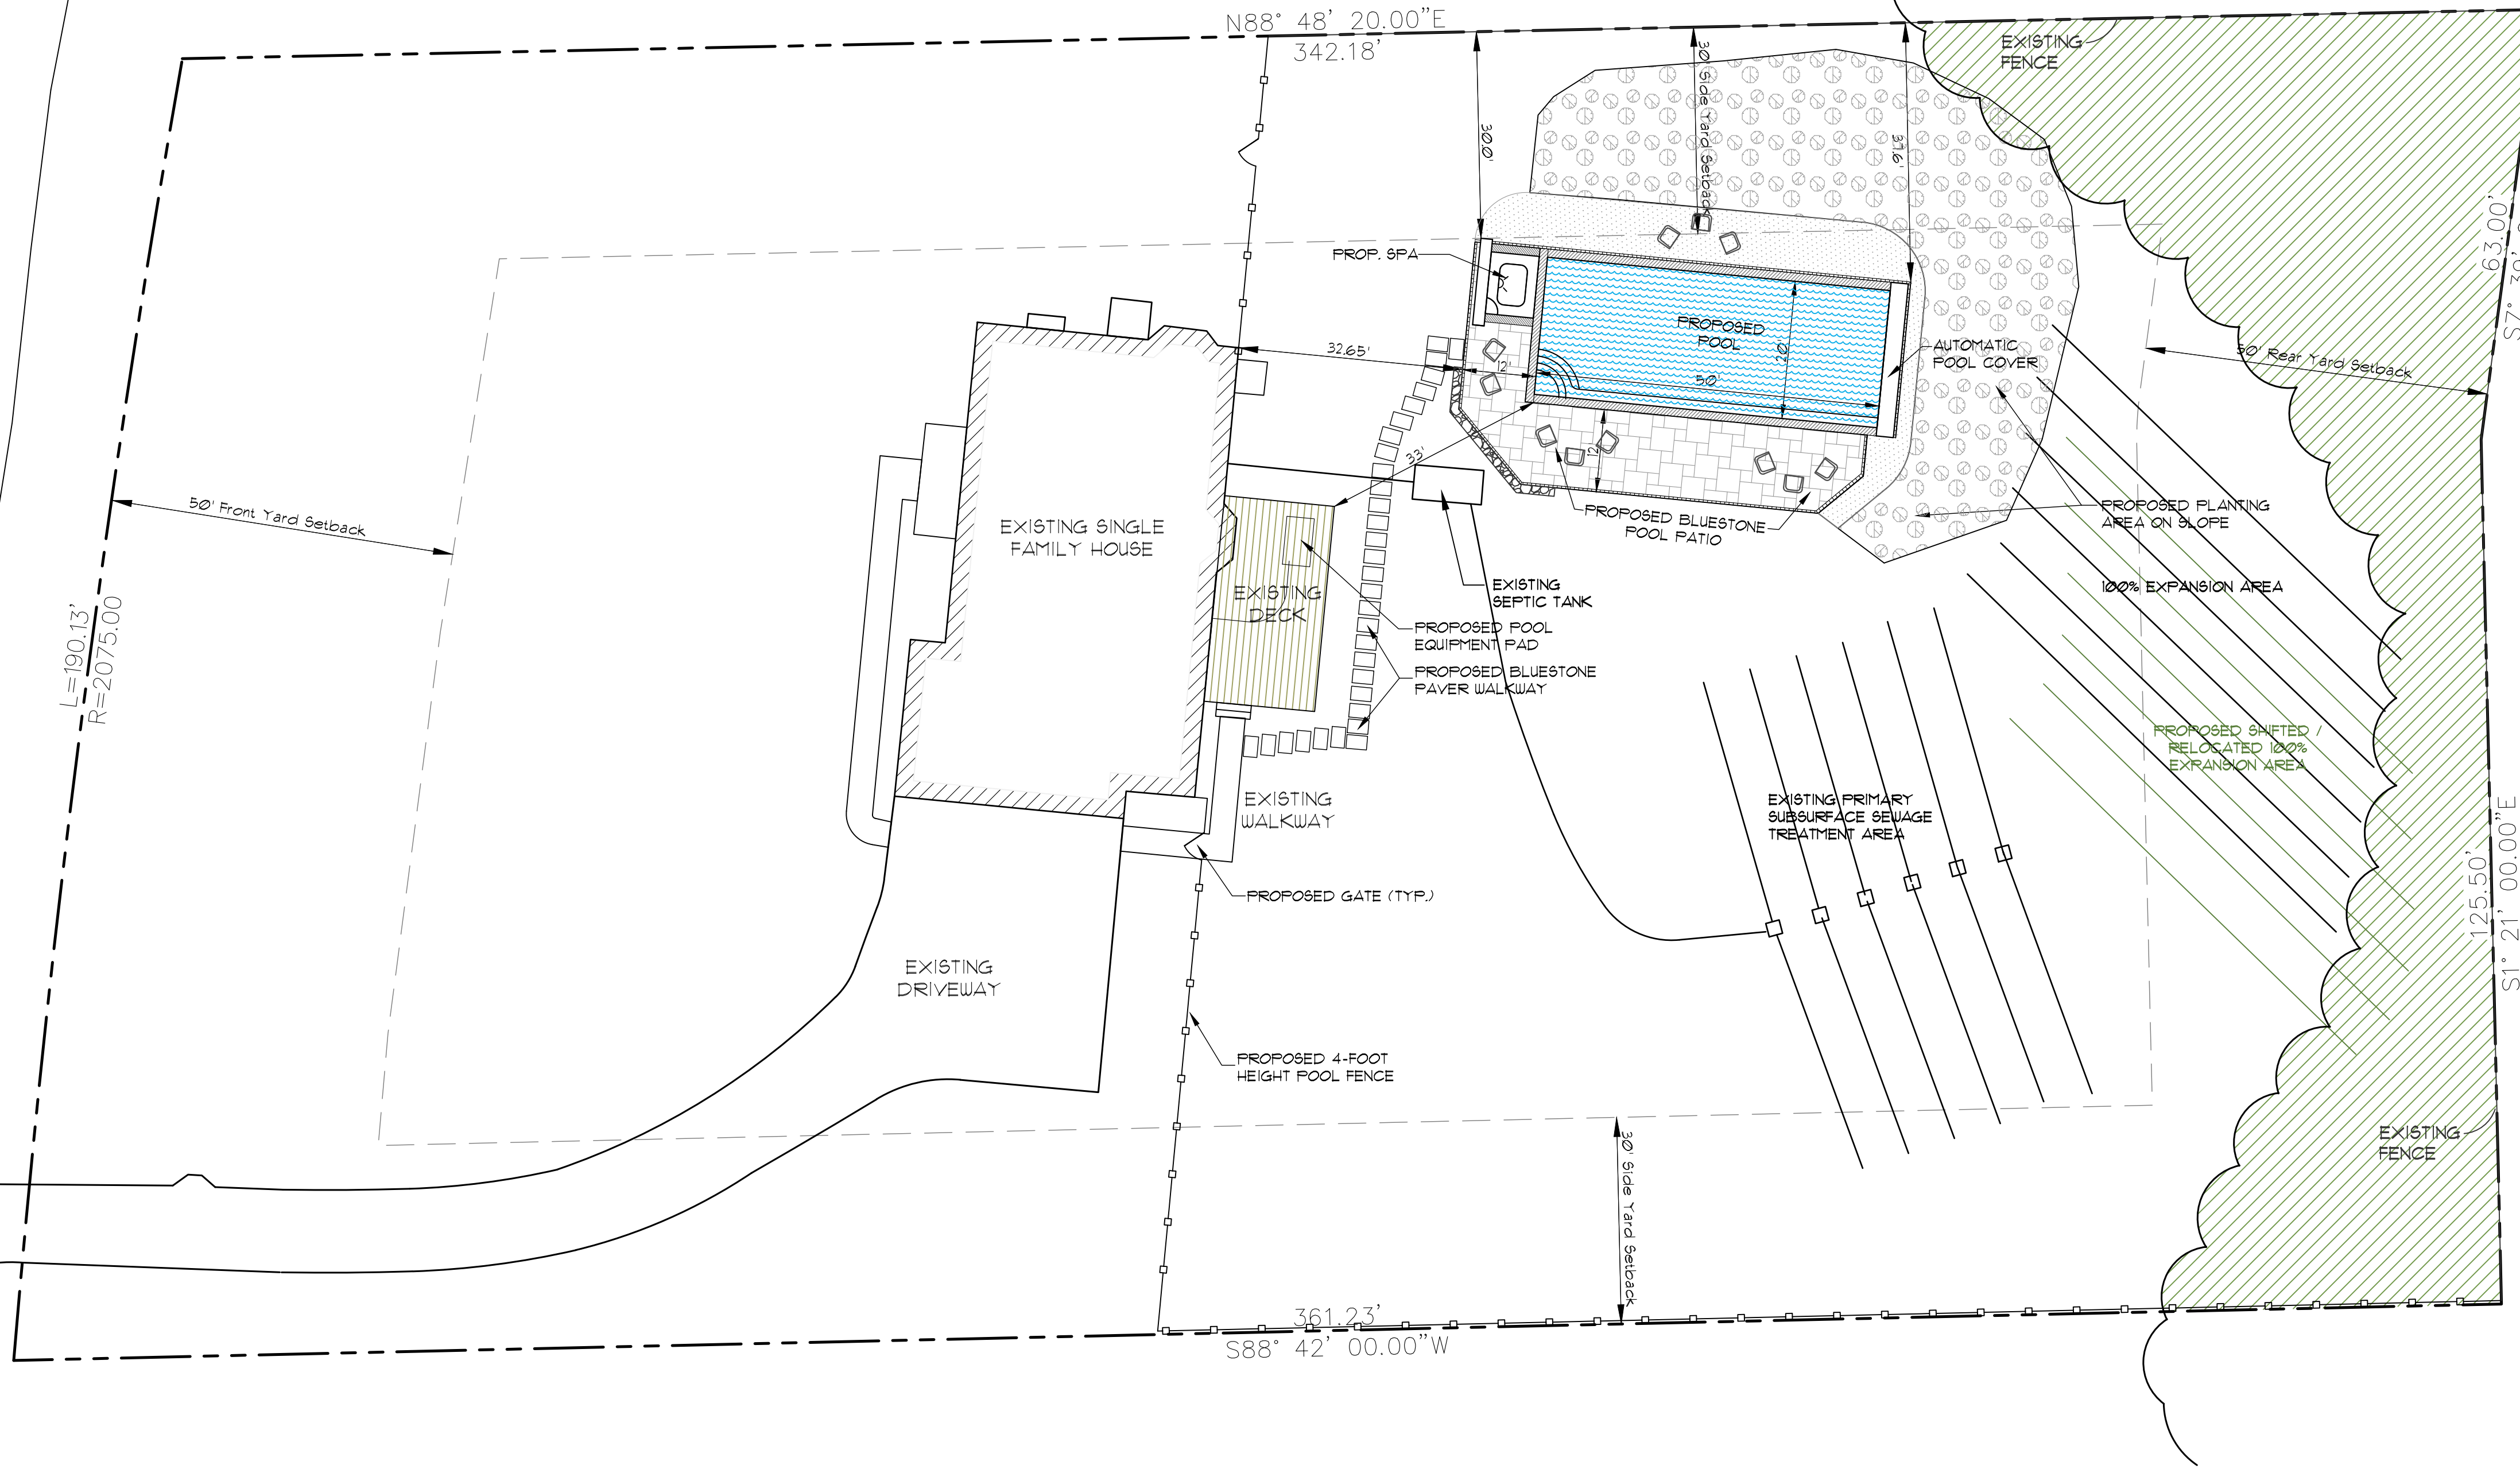 N88° 48' 20.00"E
342.18'
EXISTING
FENCE
30' Side Yard Setback
30.0'
37.6'
63.00'
PROP. SPA
PROPOSED
POOL
20'
50'
12'
32.65'
AUTOMATIC
POOL COVER
50' Rear Yard Setback
33'
12'
50' Front Yard Setback
EXISTING SINGLE
FAMILY HOUSE
PROPOSED BLUESTONE
POOL PATIO
PROPOSED PLANTING
AREA ON SLOPE
EXISTING
DECK
EXISTING
SEPTIC TANK
100% EXPANSION AREA
PROPOSED POOL
EQUIPMENT PAD
PROPOSED BLUESTONE
PAVER WALKWAY
L=190.13'
R=2075.00
PROPOSED SHIFTED /
RELOCATED 100%
EXPANSION AREA
EXISTING
WALKWAY
EXISTING PRIMARY
SUBSURFACE SEWAGE
TREATMENT AREA
PROPOSED GATE (TYP.)
125.50'
S1° 21' 00.00"E
EXISTING
DRIVEWAY
PROPOSED 4-FOOT
HEIGHT POOL FENCE
30' Side Yard Setback
EXISTING
FENCE
361.23'
S88° 42' 00.00"W